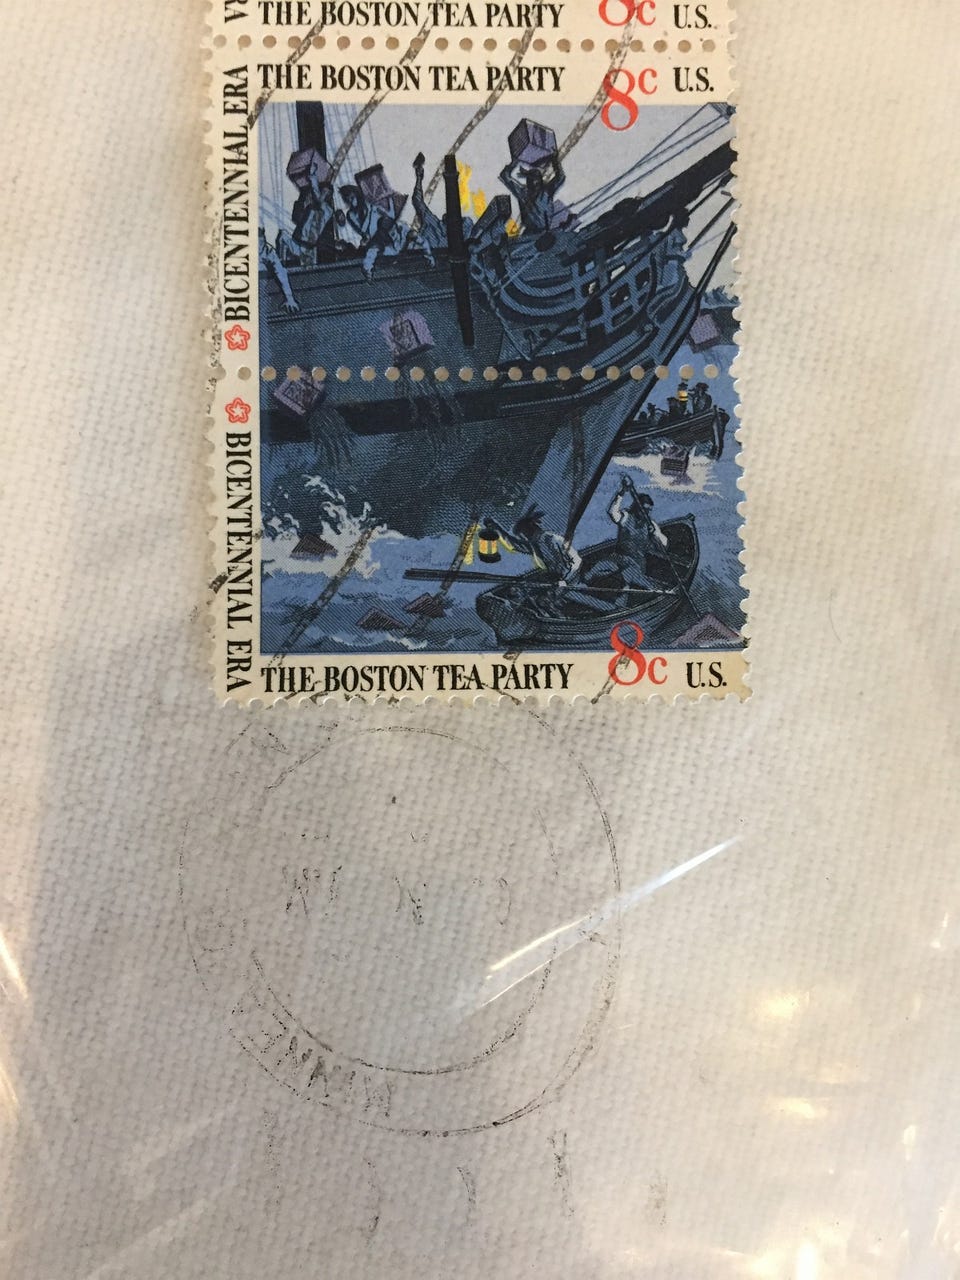 THE BOSTON TEA PARTY 8c U.S.
THE BOSTON TEA PARTY 8c U.S.
BICENTENNIAL ERA
BICENTENNIAL ERA
THE BOSTON TEA PARTY 8c U.S.
MINNE